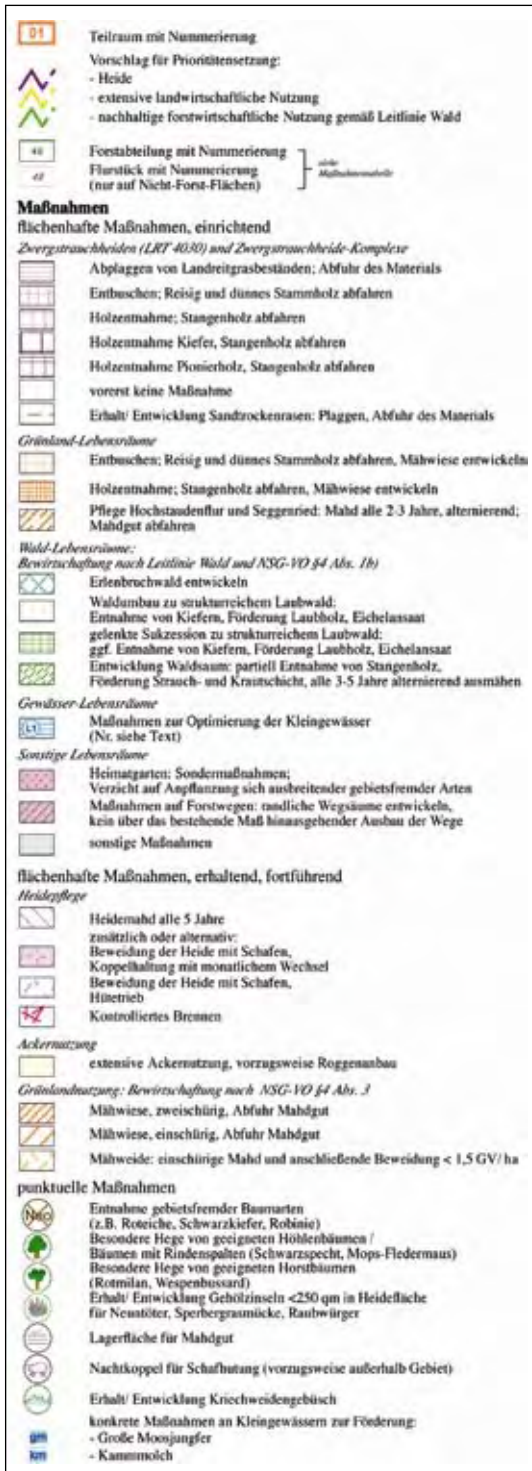 01 Teilraum mit Nummerierung
Vorschlag für Prioritätensetzung:
- Heide
- extensive landwirtschaftliche Nutzung
- nachhaltige forstwirtschaftliche Nutzung gemäß Leitlinie Wald
48 Forstabteilung mit Nummerierung
48 Flurstück mit Nummerierung
(nur auf Nicht-Forst-Flächen)
siehe
Maßnahmentabelle
Maßnahmen
flächenhafte Maßnahmen, einrichtend
Zwergstrauchheiden (LRT 4030) und Zwergstrauchheide-Komplexe
Abplaggen von Landreitgrasbeständen; Abfuhr des Materials
Entbuschen; Reisig und dünnes Stammholz abfahren
Holzentnahme; Stangenholz abfahren
Holzentnahme Kiefer, Stangenholz abfahren
Holzentnahme Pionierholz, Stangenholz abfahren
vorerst keine Maßnahme
Erhalt/ Entwicklung Sandtrockenrasen: Plaggen, Abfuhr des Materials
Grünland-Lebensräume
Entbuschen; Reisig und dünnes Stammholz abfahren, Mähwiese entwickeln
Holzentnahme; Stangenholz abfahren, Mähwiese entwickeln
Pflege Hochstaudenflur und Seggenried: Mahd alle 2-3 Jahre, alternierend;
Mahdgut abfahren
Wald-Lebensräume:
Bewirtschaftung nach Leitlinie Wald und NSG-VO §4 Abs. 1b)
Erlenbruchwald entwickeln
Waldumbau zu strukturreichem Laubwald:
Entnahme von Kiefern, Förderung Laubholz, Eichelansaat
gelenkte Sukzession zu strukturreichem Laubwald:
ggf. Entnahme von Kiefern, Förderung Laubholz, Eichelansaat
Entwicklung Waldsaum: partiell Entnahme von Stangenholz,
Förderung Strauch- und Krautschicht, alle 3-5 Jahre alternierend ausmähen
Gewässer-Lebensräume
L1 Maßnahmen zur Optimierung der Kleingewässer
(Nr. siehe Text)
Sonstige Lebensräume
Heimatgarten: Sondermaßnahmen;
Verzicht auf Anpflanzung sich ausbreitender gebietsfremder Arten
Maßnahmen auf Forstwegen: randliche Wegsäume entwickeln,
kein über das bestehende Maß hinausgehender Ausbau der Wege
sonstige Maßnahmen
flächenhafte Maßnahmen, erhaltend, fortführend
Heidepflege
Heidemahd alle 5 Jahre
zusätzlich oder alternativ:
Beweidung der Heide mit Schafen,
Koppelhaltung mit monatlichem Wechsel
Beweidung der Heide mit Schafen,
Hütetrieb
Kontrolliertes Brennen
Ackernutzung
extensive Ackernutzung, vorzugsweise Roggenanbau
Grünlandnutzung: Bewirtschaftung nach NSG-VO §4 Abs. 3
Mähwiese, zweischürig, Abfuhr Mahdgut
Mähwiese, einschürig, Abfuhr Mahdgut
Mähweide: einschürige Mahd und anschließende Beweidung < 1,5 GV/ ha
punktuelle Maßnahmen
Neo Entnahme gebietsfremder Baumarten
(z.B. Roteiche, Schwarzkiefer, Robinie)
Besondere Hege von geeigneten Höhlenbäumen /
Bäumen mit Rindenspalten (Schwarzspecht, Mops-Fledermaus)
Besondere Hege von geeigneten Horstbäumen
(Rotmilan, Wespenbussard)
Erhalt/ Entwicklung Gehölzinseln <250 qm in Heidefläche
für Neuntöter, Sperbergrasmücke, Raubwürger
Lagerfläche für Mahdgut
Nachtkoppel für Schafhutung (vorzugsweise außerhalb Gebiet)
Erhalt/ Entwicklung Kriechweidengebüsch
konkrete Maßnahmen an Kleingewässern zur Förderung:
gm - Große Moosjungfer
km - Kammmolch